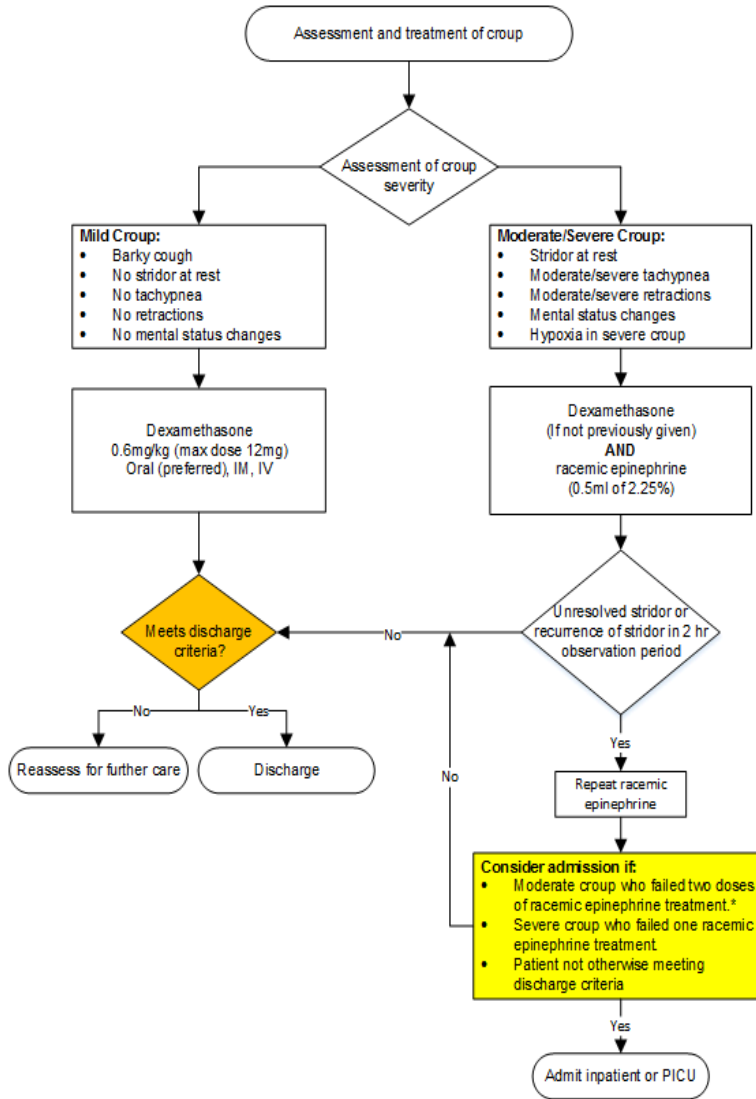 Assessment and treatment of croup
Assessment of croup
severity
Mild Croup:
• Barky cough
• No stridor at rest
• No tachypnea
• No retractions
• No mental status changes
Moderate/Severe Croup:
• Stridor at rest
• Moderate/severe tachypnea
• Moderate/severe retractions
• Mental status changes
• Hypoxia in severe croup
Dexamethasone
0.6mg/kg (max dose 12mg)
Oral (preferred), IM, IV
Dexamethasone
(If not previously given)
AND
racemic epinephrine
(0.5ml of 2.25%)
Meets discharge
criteria?
No
Unresolved stridor or
recurrence of stridor in 2 hr
observation period
No
Yes
Reassess for further care
Discharge
No
Yes
Repeat racemic
epinephrine
Consider admission if:
• Moderate croup who failed two doses
of racemic epinephrine treatment.*
• Severe croup who failed one racemic
epinephrine treatment.
• Patient not otherwise meeting
discharge criteria
Yes
Admit inpatient or PICU